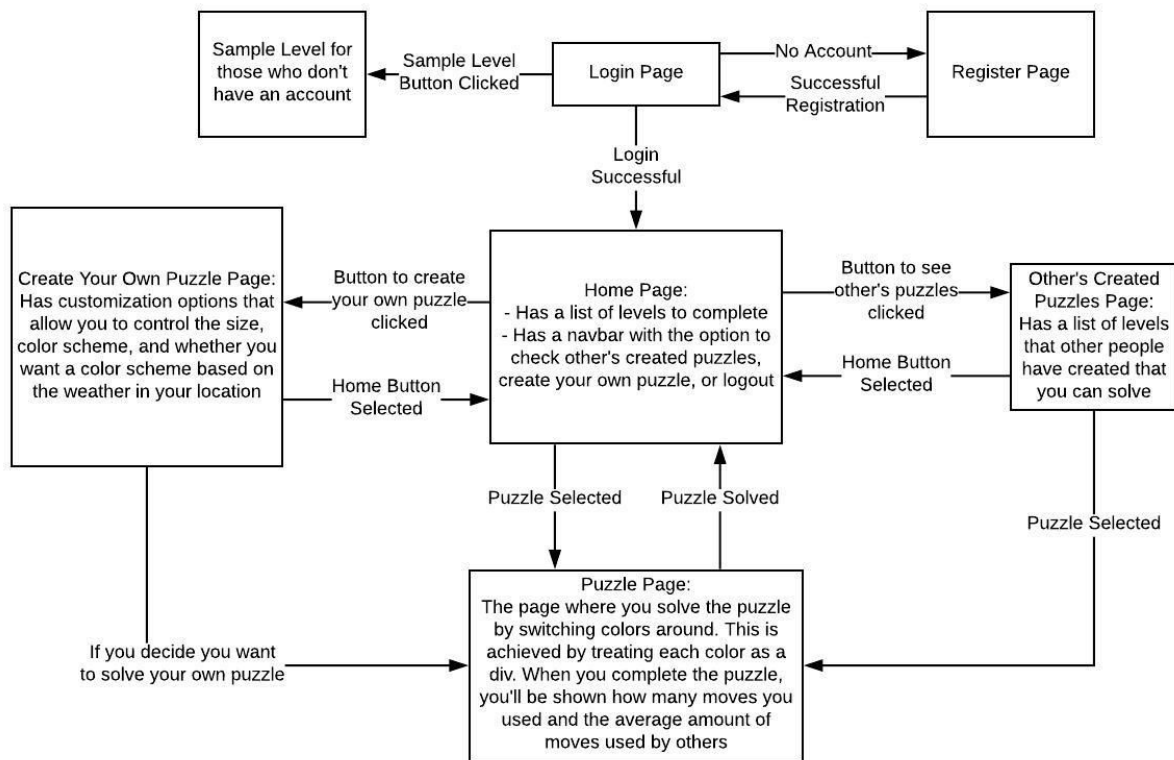 Sample Level for
those who don't
have an account
Sample Level
Button Clicked
Login Page
No Account
Successful
Registration
Register Page
Login
Successful
Create Your Own Puzzle Page:
Has customization options that
allow you to control the size,
color scheme, and whether you
want a color scheme based on
the weather in your location
Button to create
your own puzzle
clicked
Home Button
Selected
Home Page:
- Has a list of levels to complete
- Has a navbar with the option to
check other's created puzzles,
create your own puzzle, or logout
Button to see
other's puzzles
clicked
Home Button
Selected
Other's Created
Puzzles Page:
Has a list of levels
that other people
have created that
you can solve
Puzzle Selected
Puzzle Solved
Puzzle Selected
If you decide you want
to solve your own puzzle
Puzzle Page:
The page where you solve the puzzle
by switching colors around. This is
achieved by treating each color as a
div. When you complete the puzzle,
you'll be shown how many moves you
used and the average amount of
moves used by others